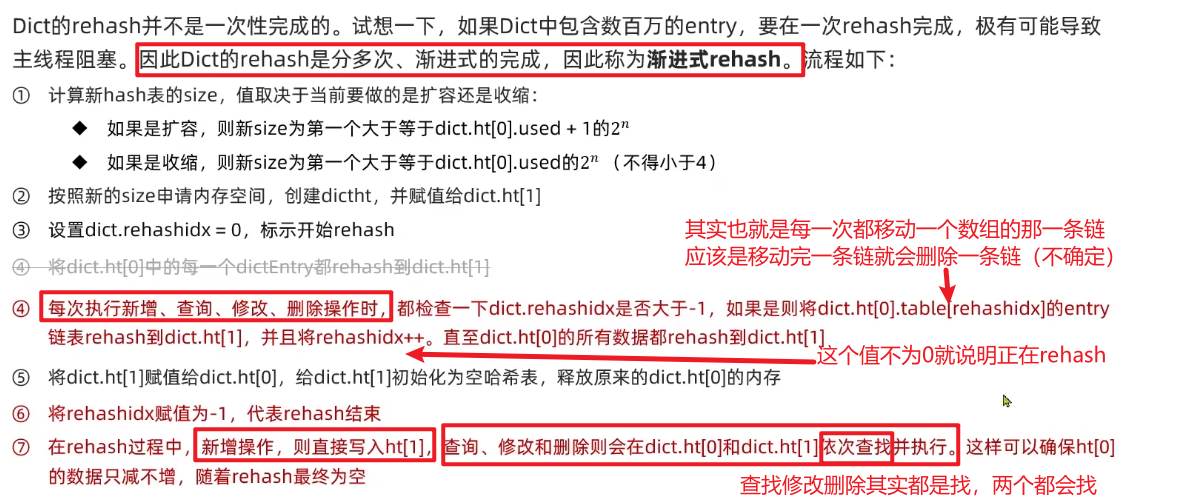 Dict的rehash并不是一次性完成的。试想一下，如果Dict中包含数百万的entry，要在一次rehash完成，极有可能导致
主线程阻塞。因此Dict的rehash是分多次、渐进式的完成，因此称为渐进式rehash。流程如下：
① 计算新hash表的size，值取决于当前要做的是扩容还是收缩：
◆ 如果是扩容，则新size为第一个大于等于dict.ht[0].used + 1的2ⁿ
◆ 如果是收缩，则新size为第一个大于等于dict.ht[0].used的2ⁿ（不得小于4）
② 按照新的size申请内存空间，创建dictht，并赋值给dict.ht[1]
③ 设置dict.rehashidx = 0，标示开始rehash
其实也就是每一次都移动一个数组的那一条链
应该是移动完一条链就会删除一条链（不确定）
④ 将dict.ht[0]中的每一个dictEntry都rehash到dict.ht[1]
④ 每次执行新增、查询、修改、删除操作时，都检查一下dict.rehashidx是否大于-1，如果是则将dict.ht[0].table[rehashidx]的entry
链表rehash到dict.ht[1]，并且将rehashidx++。直至dict.ht[0]的所有数据都rehash到dict.ht[1]
这个值不为0就说明正在rehash
⑤ 将dict.ht[1]赋值给dict.ht[0]，给dict.ht[1]初始化为空哈希表，释放原来的dict.ht[0]的内存
⑥ 将rehashidx赋值为-1，代表rehash结束
⑦ 在rehash过程中，新增操作，则直接写入ht[1]，查询、修改和删除则会在dict.ht[0]和dict.ht[1]依次查找并执行。这样可以确保ht[0]
的数据只减不增，随着rehash最终为空
查找修改删除其实都是找，两个都会找